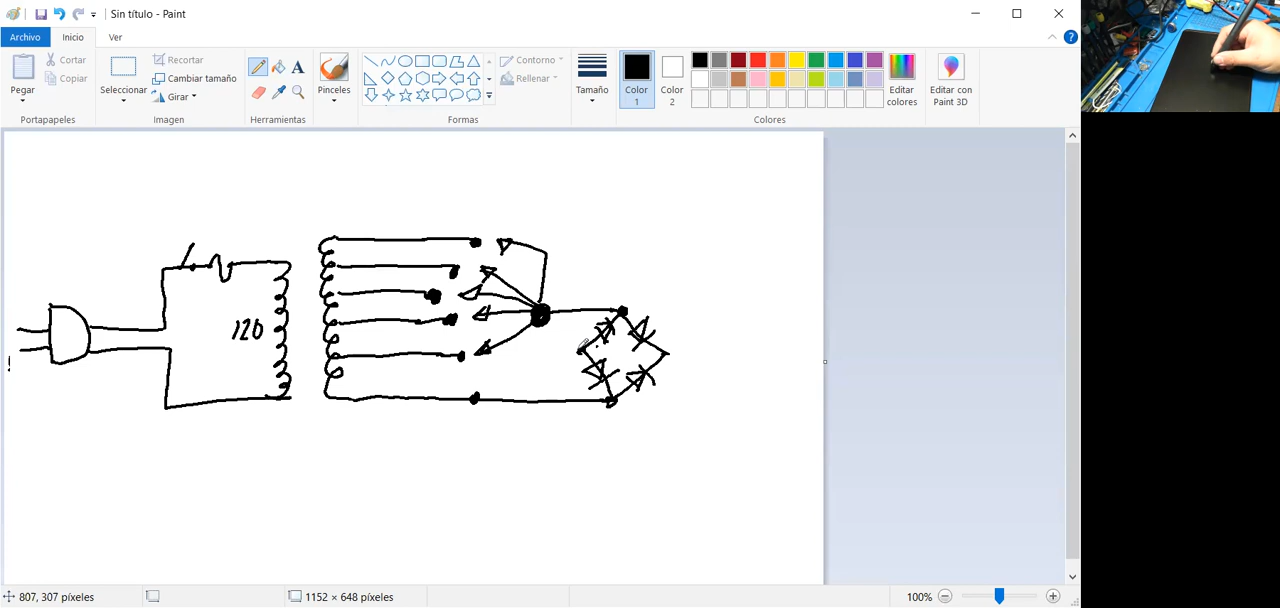 Sin título - Paint
Archivo Inicio Ver
Pegar
Cortar
Copiar
Portapapeles
Seleccionar
Recortar
Cambiar tamaño
Girar
Imagen
A
Herramientas
Pinceles
Contorno
Rellenar
Formas
Tamaño
Color 1
Color 2
Editar colores
Colores
Editar con Paint 3D
?
120
!
807, 307 píxeles
1152 × 648 píxeles
100%